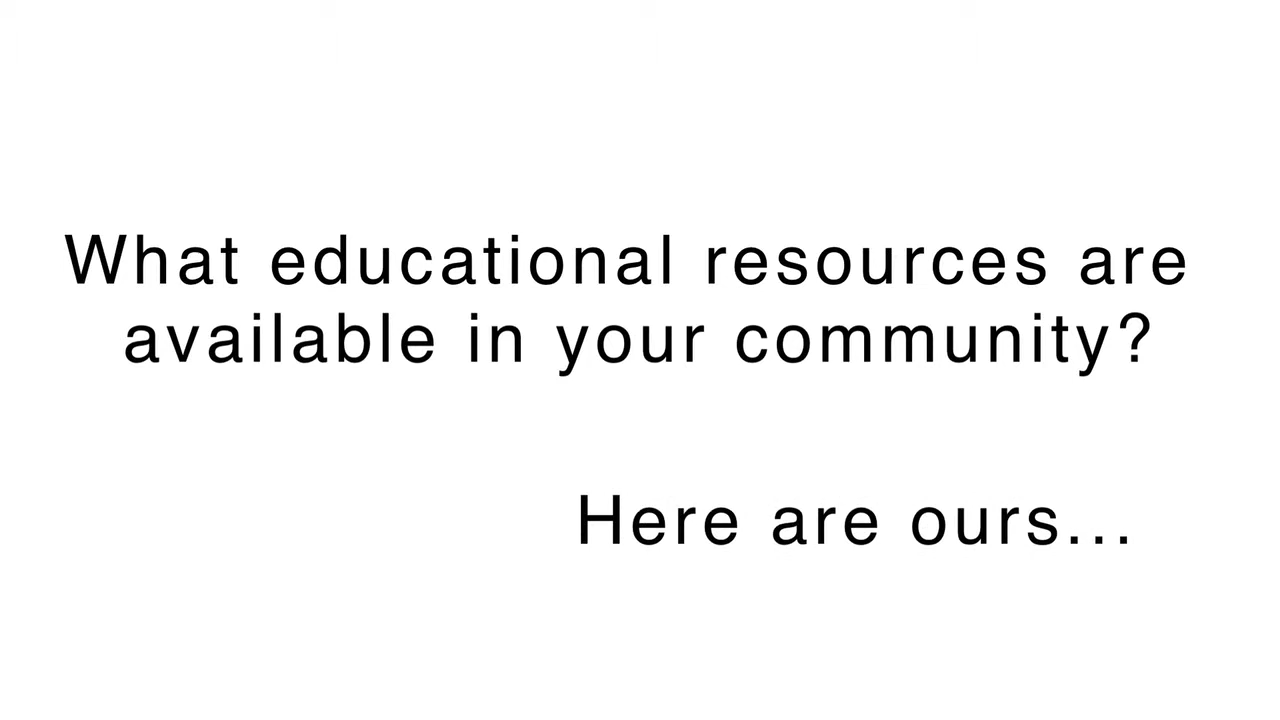 What educational resources are
available in your community?
Here are ours...